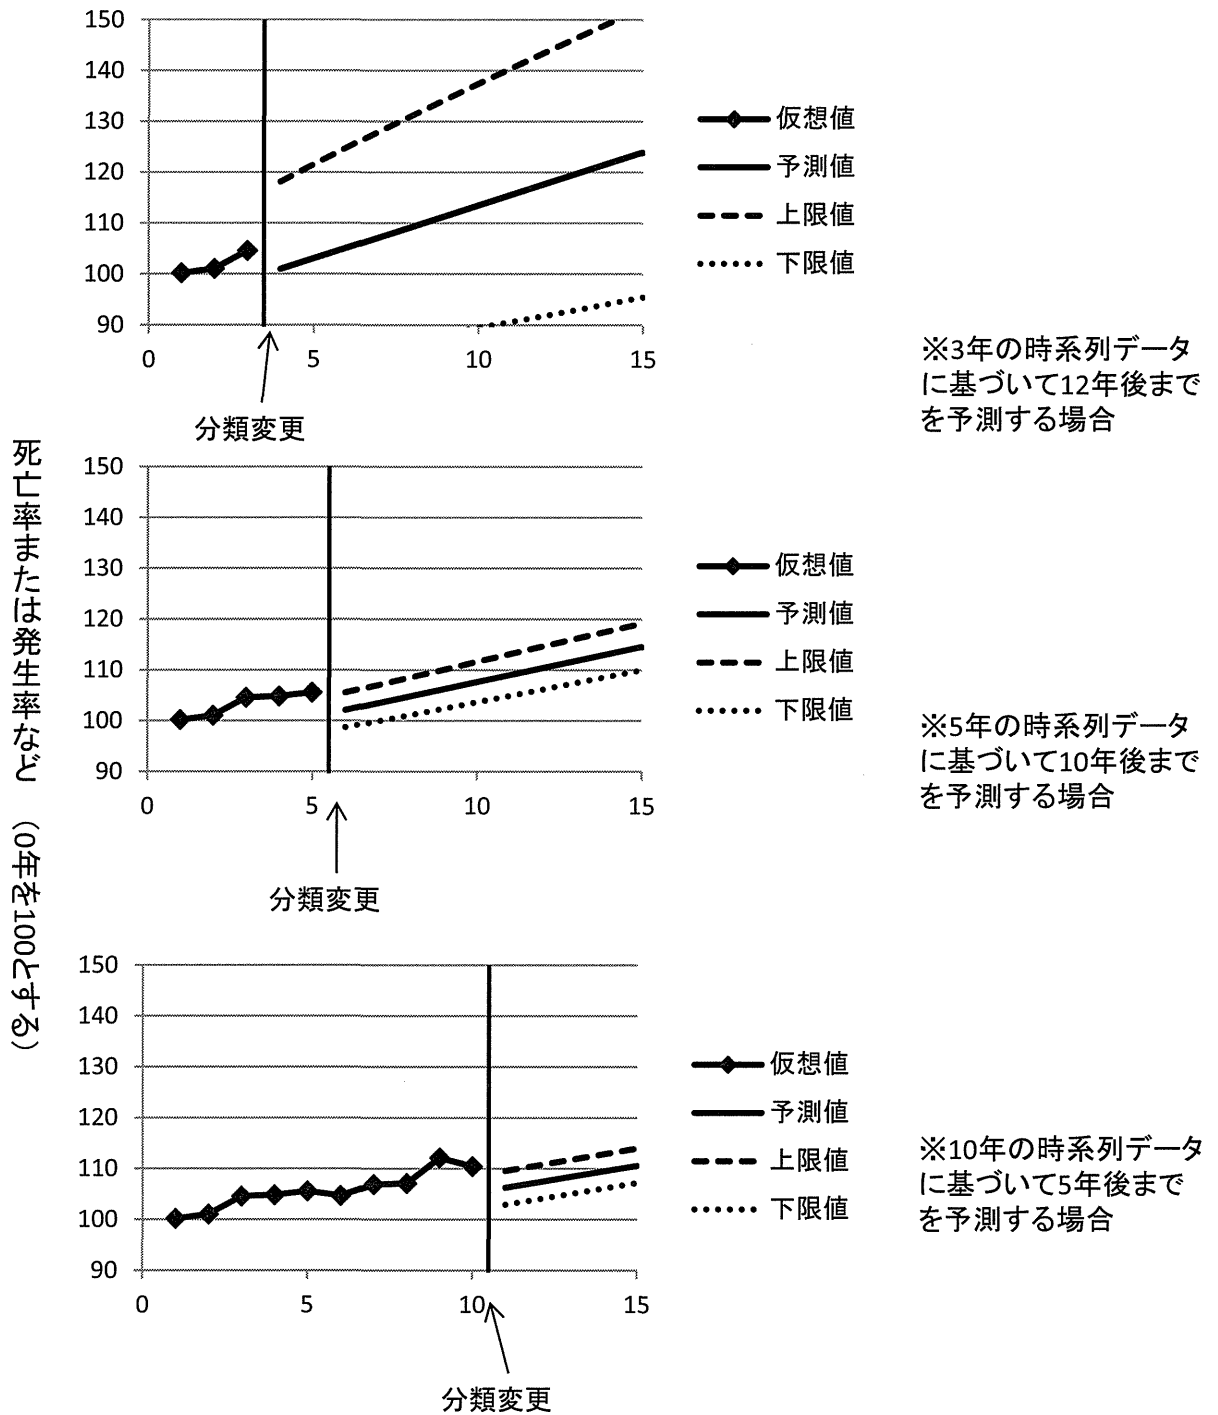 死亡率または発生率など （0年を100とする）
150
140
130
120
110
100
90
0 5 10 15
分類変更
仮想値
予測値
上限値
下限値
※3年の時系列データ
に基づいて12年後まで
を予測する場合
150
140
130
120
110
100
90
0 5 10 15
分類変更
仮想値
予測値
上限値
下限値
※5年の時系列データ
に基づいて10年後まで
を予測する場合
150
140
130
120
110
100
90
0 5 10 15
分類変更
仮想値
予測値
上限値
下限値
※10年の時系列データ
に基づいて5年後まで
を予測する場合